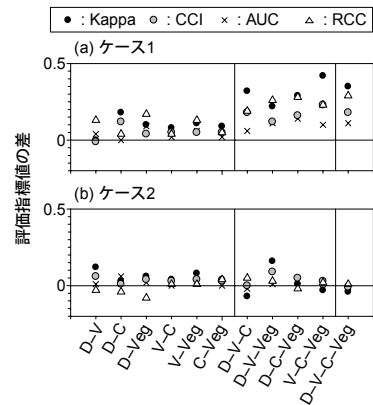 ● : Kappa ● : CCI × : AUC △ : RCC
(a) ケース1
0.5
0
評価指標値の差
(b) ケース2
0.5
0
D−V
D−C
D−Veg
V−C
V−Veg
C−Veg
D−V−C
D−V−Veg
D−C−Veg
V−C−Veg
D−V−C−Veg